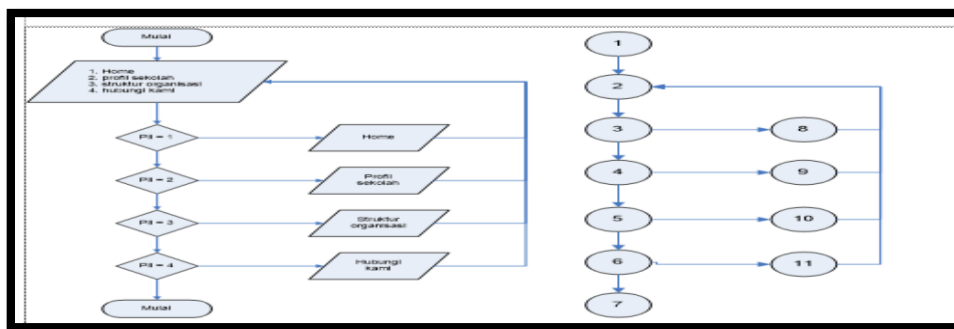 Mulai
1. Home
2. profil sekolah
3. struktur organisasi
4. hubungi kami
Pil = 1
Home
Pil = 2
Profil
sekolah
Pil = 3
Struktur
organisasi
Pil = 4
Hubungi
kami
Mulai
1
2
3
8
4
9
5
10
6
11
7